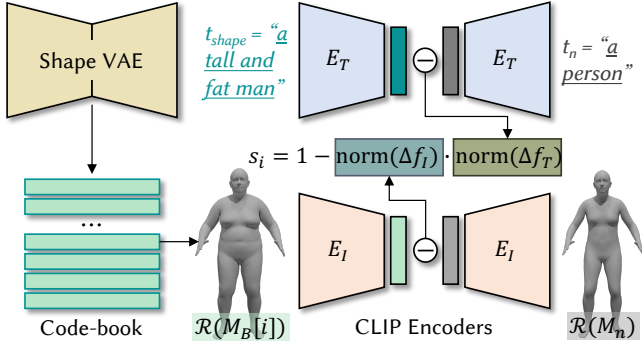 Shape VAE
t_shape = “a
tall and
fat man”
E_T
E_T
t_n = “a
person”
s_i = 1 − norm(Δf_I) · norm(Δf_T)
...
E_I
E_I
Code-book
ℛ(M_B[i])
CLIP Encoders
ℛ(M_n)